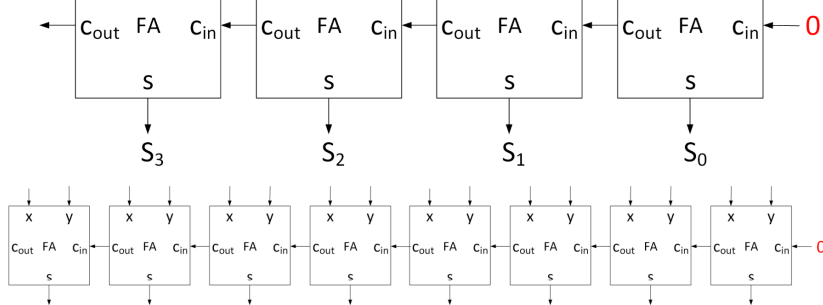 Cout FA Cin Cout FA Cin Cout FA Cin Cout FA Cin 0
s s s s
S3 S2 S1 S0
x y x y x y x y x y x y x y x y
Cout FA Cin Cout FA Cin Cout FA Cin Cout FA Cin Cout FA Cin Cout FA Cin Cout FA Cin Cout FA Cin 0
s s s s s s s s